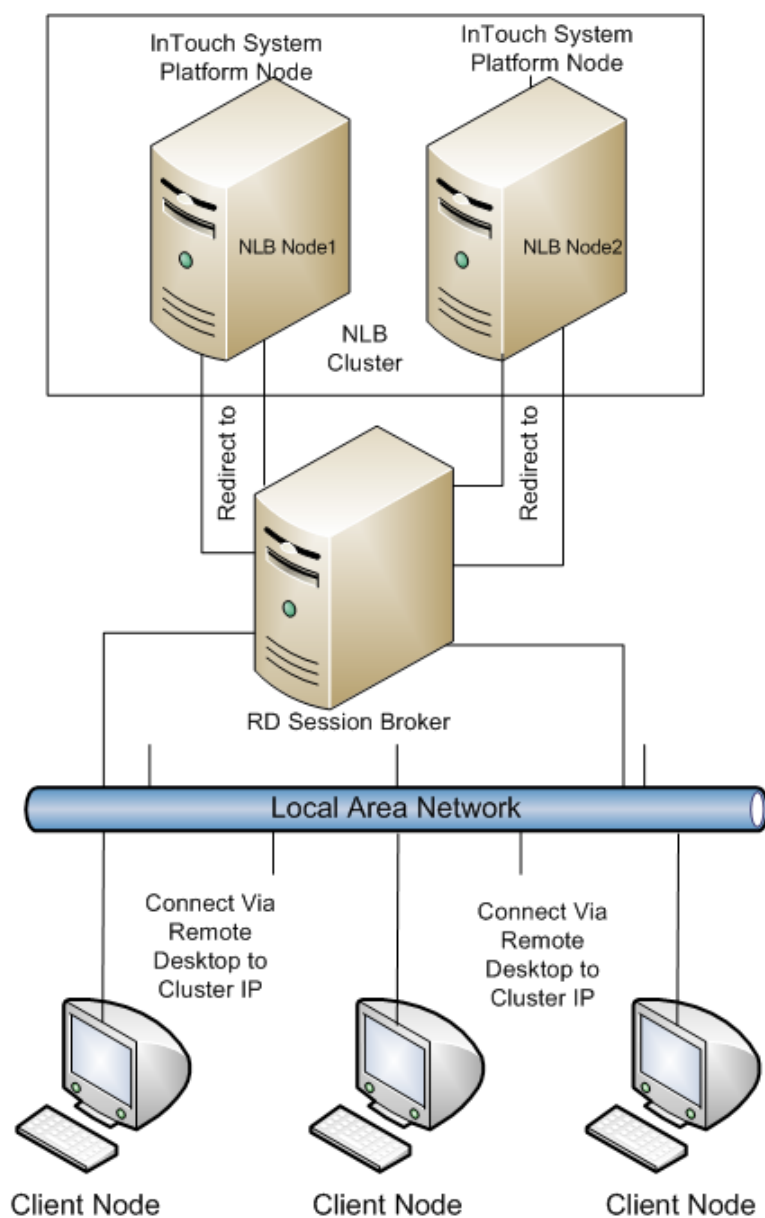 InTouch System
Platform Node
InTouch System
Platform Node
NLB Node1
NLB Node2
NLB
Cluster
Redirect to
Redirect to
RD Session Broker
Local Area Network
Connect Via
Remote
Desktop to
Cluster IP
Connect Via
Remote
Desktop to
Cluster IP
Client Node
Client Node
Client Node